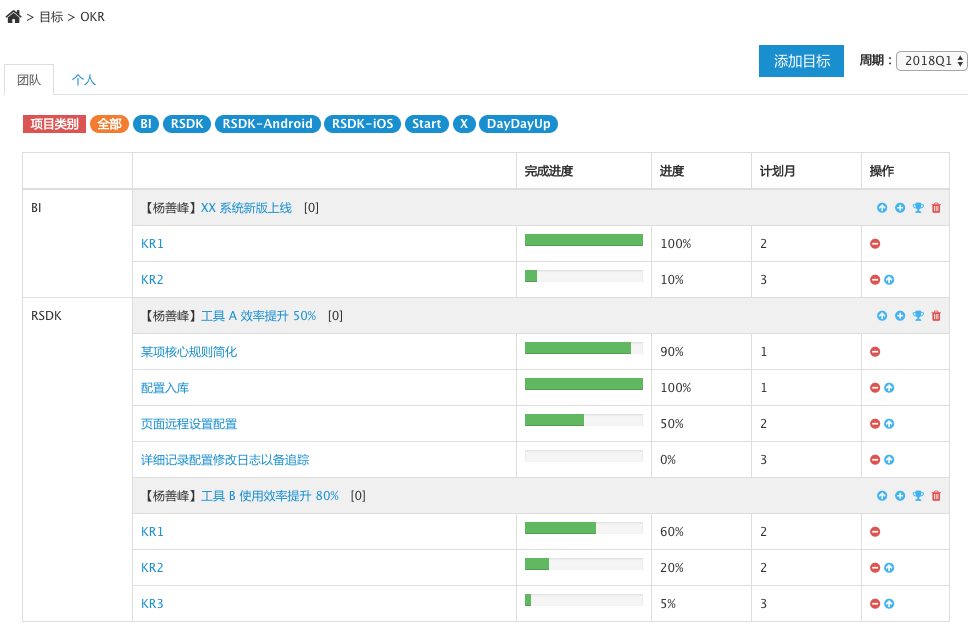 > 目标 > OKR
添加目标 周期： 2018Q1
团队 个人
项目类别 全部 BI RSDK RSDK-Android RSDK-iOS Start X DayDayUp
完成进度 进度 计划月 操作
BI 【杨善峰】XX 系统新版上线 [0]
KR1 100% 2
KR2 10% 3
RSDK 【杨善峰】工具 A 效率提升 50% [0]
某项核心规则简化 90% 1
配置入库 100% 1
页面远程设置配置 50% 2
详细记录配置修改日志以备追踪 0% 3
【杨善峰】工具 B 使用效率提升 80% [0]
KR1 60% 2
KR2 20% 2
KR3 5% 3